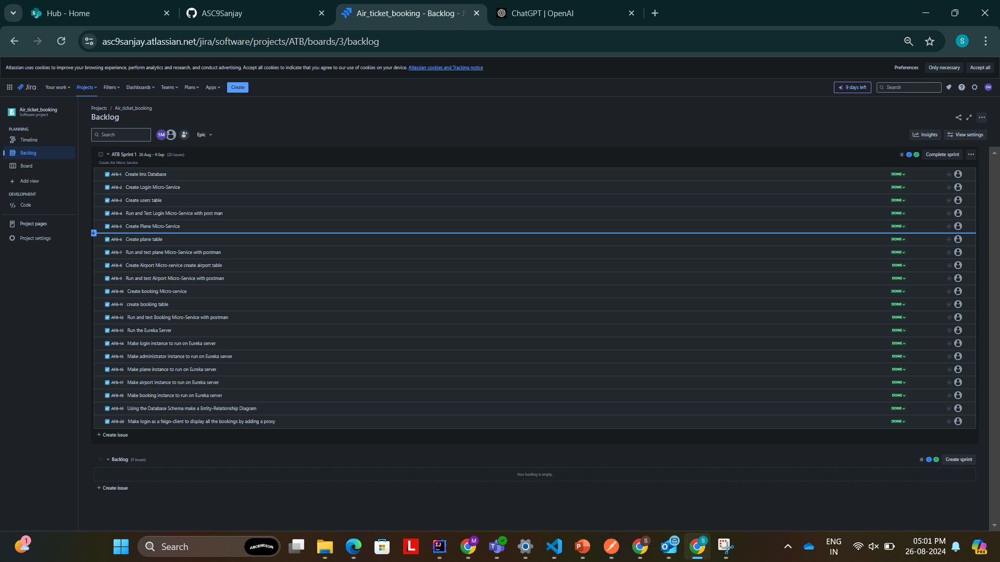 Hub - Home
ASC9Sanjay
Air_ticket_booking - Backlog - J
ChatGPT | OpenAI
asc9sanjay.atlassian.net/jira/software/projects/ATB/boards/3/backlog
S
Atlassian uses cookies to improve your browsing experience, perform analytics and research, and conduct advertising. Accept all cookies to indicate that you agree to our use of cookies on your device. Atlassian cookies and Tracking notice
Preferences Only necessary Accept all
Jira Your work Projects Filters Dashboards Teams Plans Apps Create 9 days left Search SM
Air_ticket_booking
Software project
PLANNING
Timeline
Backlog
Board
Add view
DEVELOPMENT
Code
Project pages
Project settings
Projects / Air_ticket_booking
Backlog
Search SM Epic Insights View settings
ATB Sprint 1 26 Aug – 9 Sep (20 issues) 0 0 0 Complete sprint
Create Ats Micro-Service
ATB-1 Create lms Database DONE -
ATB-2 Create Login Micro-Service DONE -
ATB-3 Create users table DONE -
ATB-4 Run and Test Login Micro-Service with post man DONE -
ATB-5 Create Plane Micro-Service DONE -
ATB-6 Create plane table DONE -
ATB-7 Run and test plane Micro-Service with postman DONE -
ATB-8 Create Airport Micro-service create airport table DONE -
ATB-9 Run and test Airport Micro-Service with postman DONE -
ATB-10 Create booking Micro-service DONE -
ATB-11 create booking table DONE -
ATB-12 Run and test Booking Micro-Service with postman DONE -
ATB-13 Run the Eureka Server DONE -
ATB-14 Make login instance to run on Eureka server DONE -
ATB-15 Make administrator instance to run on Eureka server DONE -
ATB-16 Make plane instance to run on Eureka server DONE -
ATB-17 Make airport instance to run on Eureka server DONE -
ATB-18 Make booking instance to run on Eureka server DONE -
ATB-19 Using the Database Schema make a Entity-Relationship Diagram DONE -
ATB-20 Make login as a feign-client to display all the bookings by adding a proxy DONE -
+ Create issue
Backlog (0 issues) 0 0 0 Create sprint
Your backlog is empty.
+ Create issue
1
Search
ASCENDION
ENG
IN
05:01 PM
26-08-2024
PRE